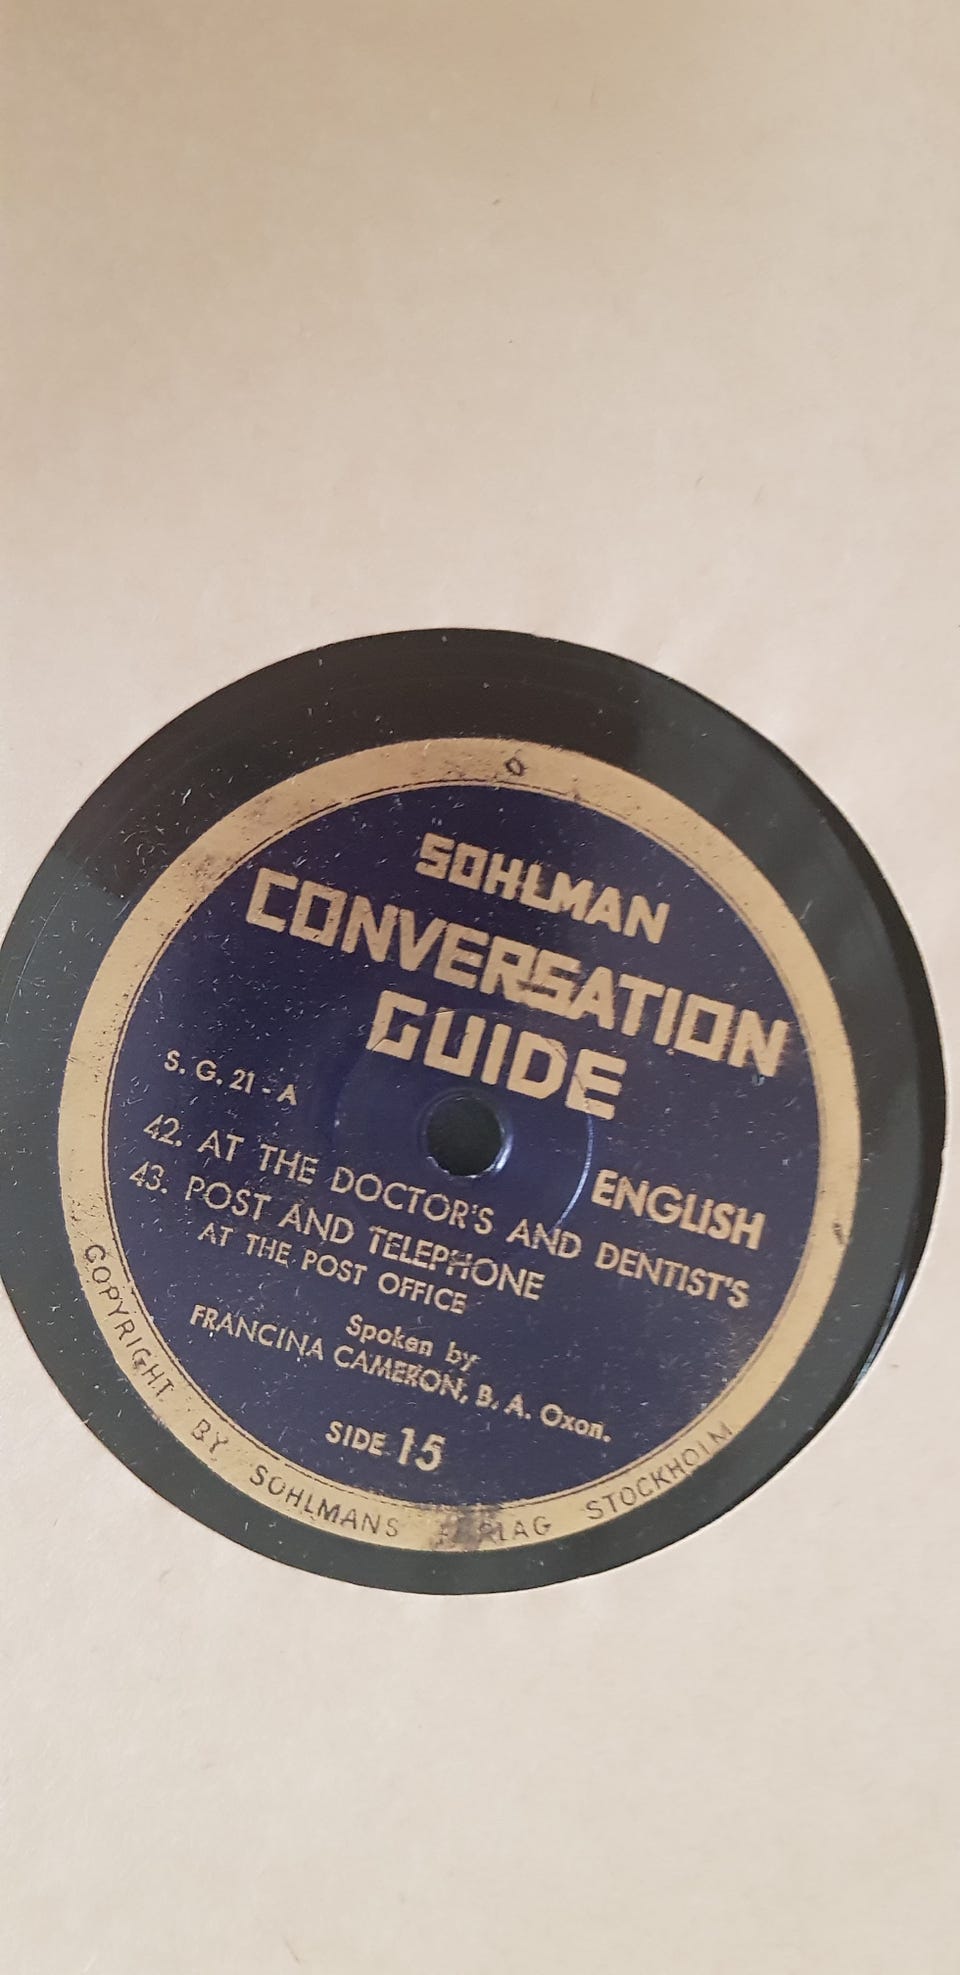 SOHLMAN
CONVERSATION
GUIDE
S. G. 21 - A
ENGLISH
42. AT THE DOCTOR'S AND DENTIST'S
43. POST AND TELEPHONE
AT THE POST OFFICE
Spoken by
FRANCINA CAMERON, B. A. Oxon.
SIDE 15
COPYRIGHT BY SOHLMANS STOCKHOLM